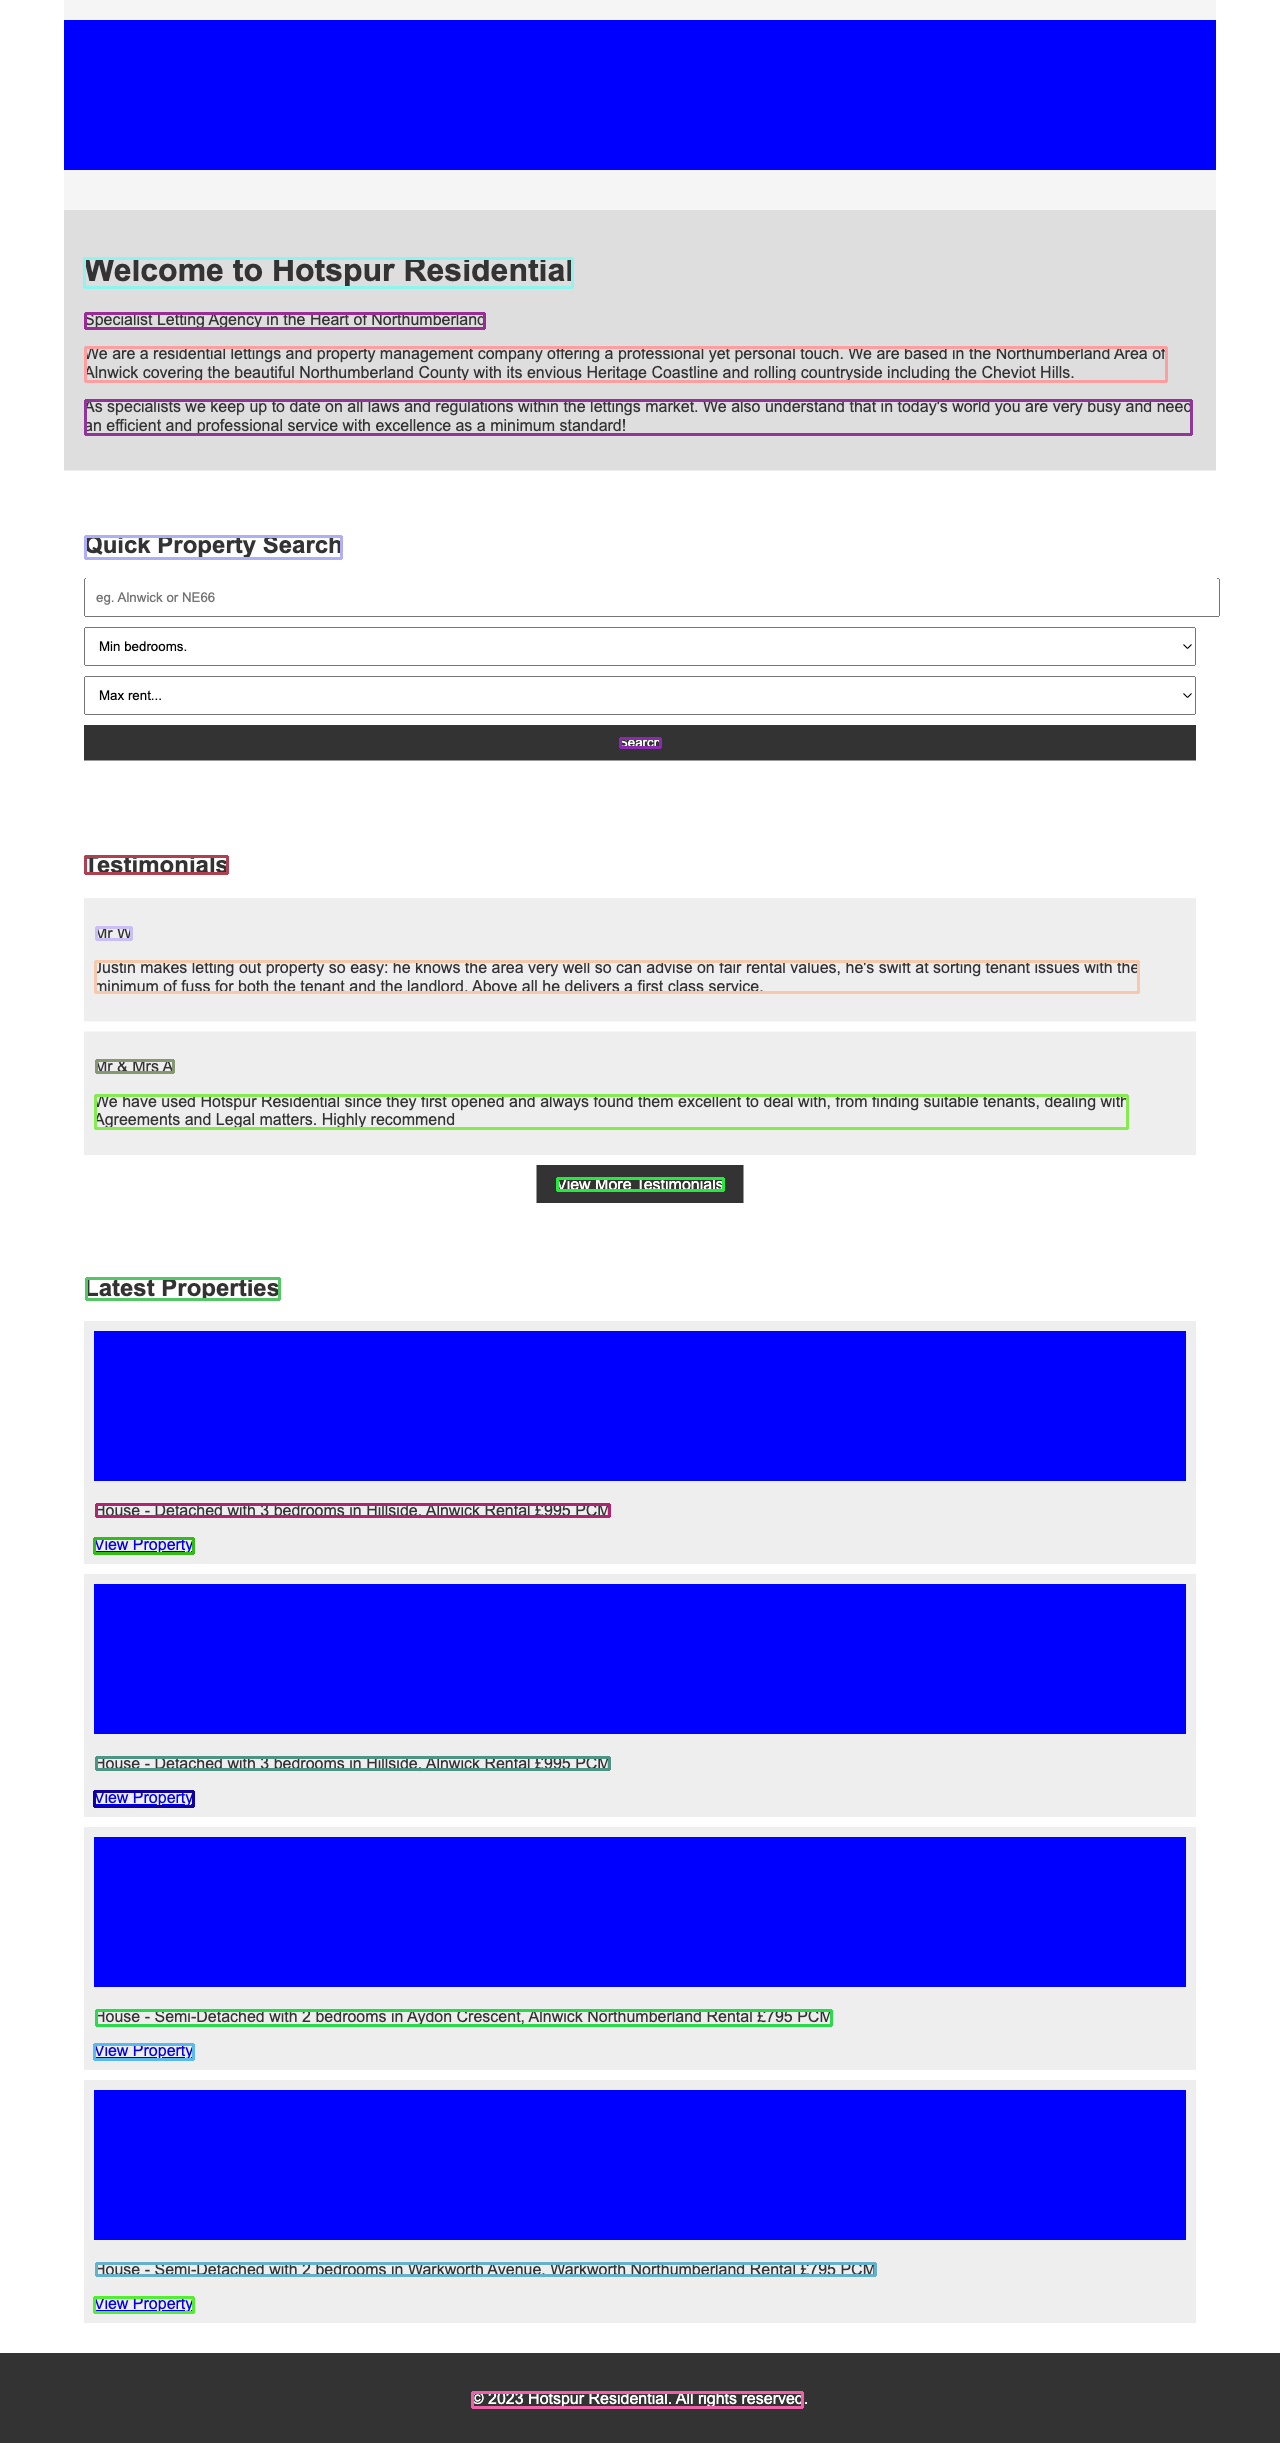 Welcome to Hotspur Residential
Specialist Letting Agency in the Heart of Northumberland
We are a residential lettings and property management company offering a professional yet personal touch. We are based in the Northumberland Area of
Alnwick covering the beautiful Northumberland County with its envious Heritage Coastline and rolling countryside including the Cheviot Hills.
As specialists we keep up to date on all laws and regulations within the lettings market. We also understand that in today's world you are very busy and need
an efficient and professional service with excellence as a minimum standard!
Quick Property Search
eg. Alnwick or NE66
Min bedrooms.
Max rent...
Search
Testimonials
Mr W
Justin makes letting out property so easy: he knows the area very well so can advise on fair rental values, he's swift at sorting tenant issues with the
minimum of fuss for both the tenant and the landlord. Above all he delivers a first class service.
Mr & Mrs A
We have used Hotspur Residential since they first opened and always found them excellent to deal with, from finding suitable tenants, dealing with
Agreements and Legal matters. Highly recommend
View More Testimonials
Latest Properties
House - Detached with 3 bedrooms in Hillside, Alnwick Rental £995 PCM
View Property
House - Detached with 3 bedrooms in Hillside, Alnwick Rental £995 PCM
View Property
House - Semi-Detached with 2 bedrooms in Aydon Crescent, Alnwick Northumberland Rental £795 PCM
View Property
House - Semi-Detached with 2 bedrooms in Warkworth Avenue, Warkworth Northumberland Rental £795 PCM
View Property
© 2023 Hotspur Residential. All rights reserved.